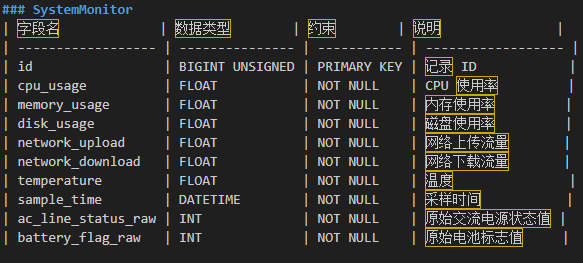 ### SystemMonitor
| 字段名 | 数据类型 | 约束 | 说明 |
| ----------------- | --------------- | ----------- | ----------------- |
| id | BIGINT UNSIGNED | PRIMARY KEY | 记录 ID |
| cpu_usage | FLOAT | NOT NULL | CPU 使用率 |
| memory_usage | FLOAT | NOT NULL | 内存使用率 |
| disk_usage | FLOAT | NOT NULL | 磁盘使用率 |
| network_upload | FLOAT | NOT NULL | 网络上传流量 |
| network_download | FLOAT | NOT NULL | 网络下载流量 |
| temperature | FLOAT | NOT NULL | 温度 |
| sample_time | DATETIME | NOT NULL | 采样时间 |
| ac_line_status_raw | INT | NOT NULL | 原始交流电源状态值 |
| battery_flag_raw | INT | NOT NULL | 原始电池标志值 |